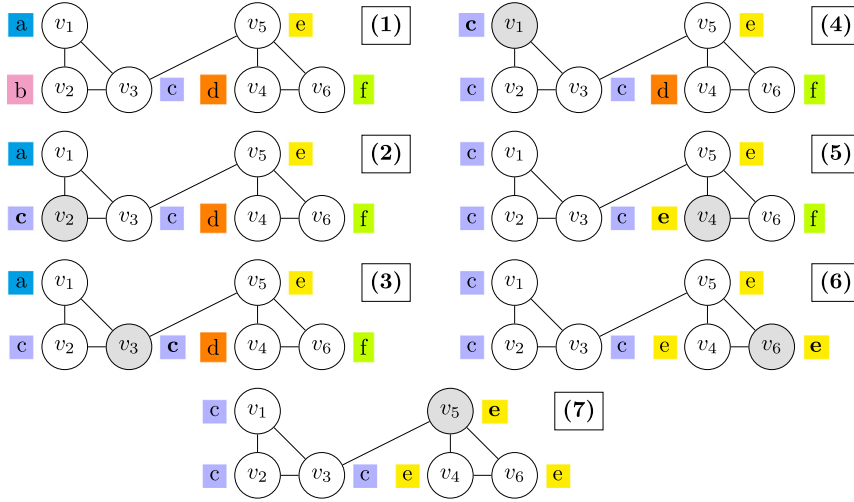 a v1 v5 e (1)
b v2 v3 c d v4 v6 f
c v1 v5 e (4)
c v2 v3 c d v4 v6 f
a v1 v5 e (2)
c v2 v3 c d v4 v6 f
c v1 v5 e (5)
c v2 v3 c e v4 v6 f
a v1 v5 e (3)
c v2 v3 c d v4 v6 f
c v1 v5 e (6)
c v2 v3 c e v4 v6 e
c v1 v5 e (7)
c v2 v3 c e v4 v6 e